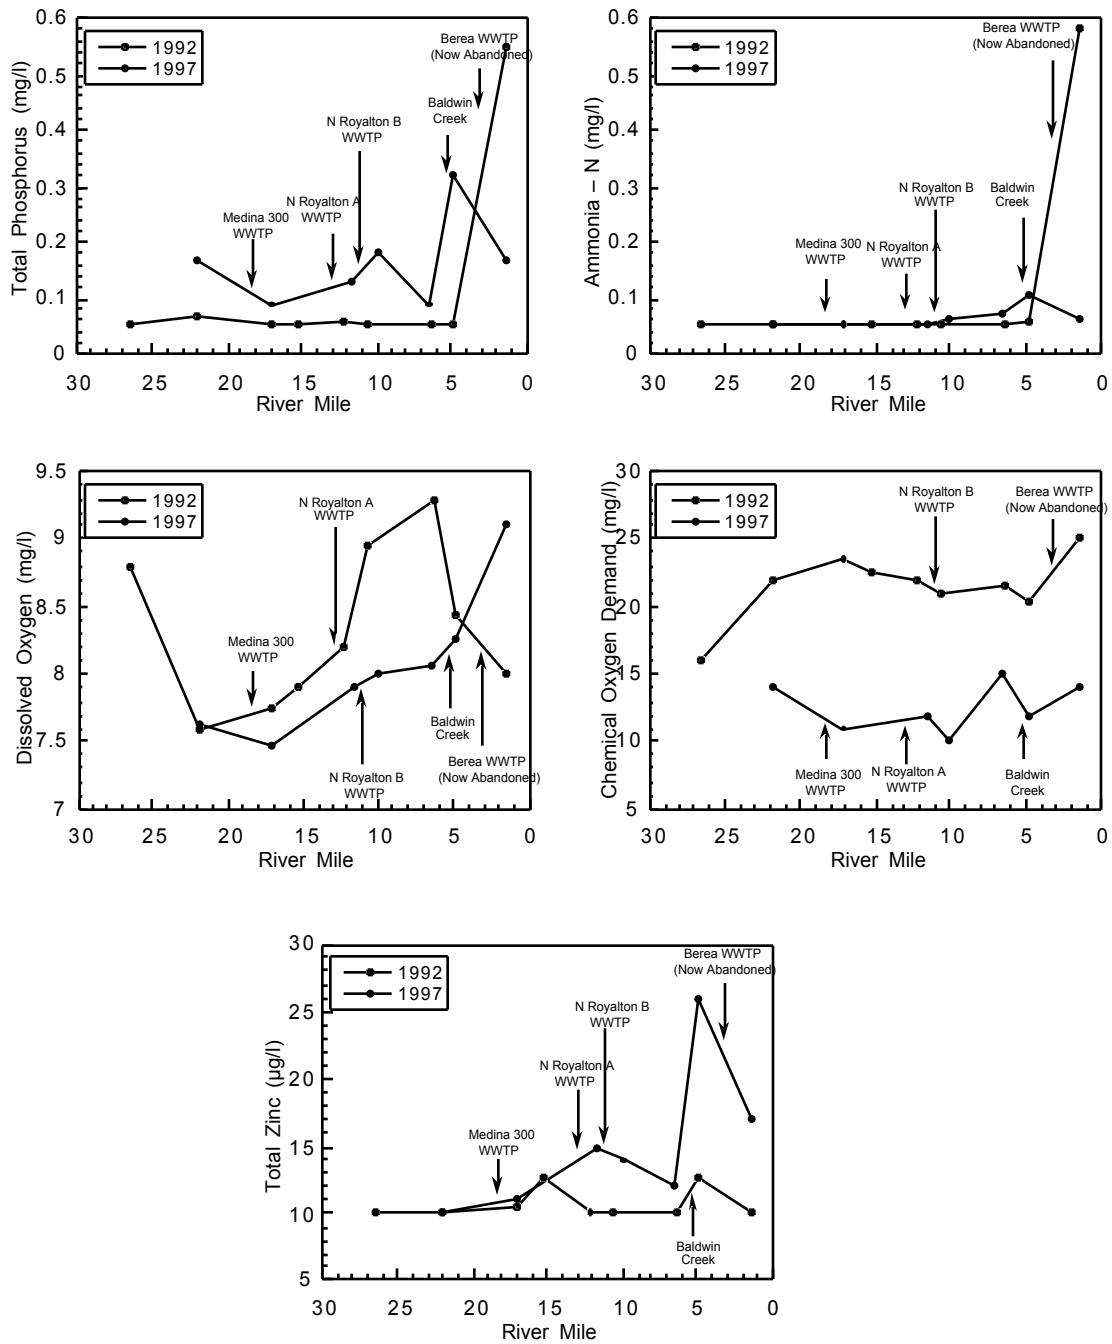 Total Phosphorus (mg/l)
0.6
0.5
0.4
0.3
0.2
0.1
0
1992
1997
Medina 300
WWTP
N Royalton A
WWTP
N Royalton B
WWTP
Baldwin
Creek
Berea WWTP
(Now Abandoned)
30 25 20 15 10 5 0
River Mile
Ammonia – N (mg/l)
0.6
0.5
0.4
0.3
0.2
0.1
0
1992
1997
Medina 300
WWTP
N Royalton A
WWTP
N Royalton B
WWTP
Baldwin
Creek
Berea WWTP
(Now Abandoned)
30 25 20 15 10 5 0
River Mile
Dissolved Oxygen (mg/l)
9.5
9
8.5
8
7.5
7
1992
1997
N Royalton A
WWTP
Medina 300
WWTP
N Royalton B
WWTP
Baldwin
Creek
Berea WWTP
(Now Abandoned)
30 25 20 15 10 5 0
River Mile
Chemical Oxygen Demand (mg/l)
30
25
20
15
10
5
1992
1997
N Royalton B
WWTP
Berea WWTP
(Now Abandoned)
Medina 300
WWTP
N Royalton A
WWTP
Baldwin
Creek
30 25 20 15 10 5 0
River Mile
Total Zinc (µg/l)
30
25
20
15
10
5
1992
1997
Medina 300
WWTP
N Royalton A
WWTP
N Royalton B
WWTP
Berea WWTP
(Now Abandoned)
Baldwin
Creek
30 25 20 15 10 5 0
River Mile